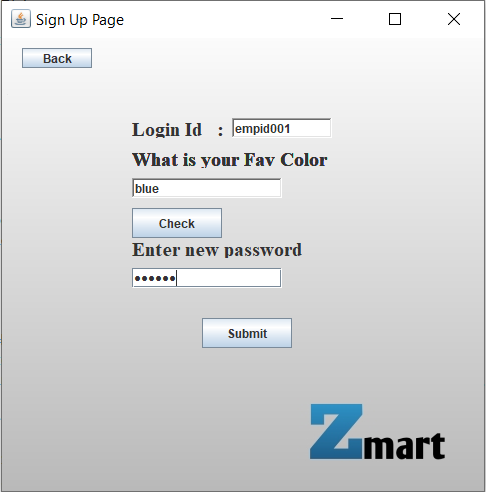 Sign Up Page
Back
Login Id : empid001
What is your Fav Color
blue
Check
Enter new password
••••••
Submit
Zmart